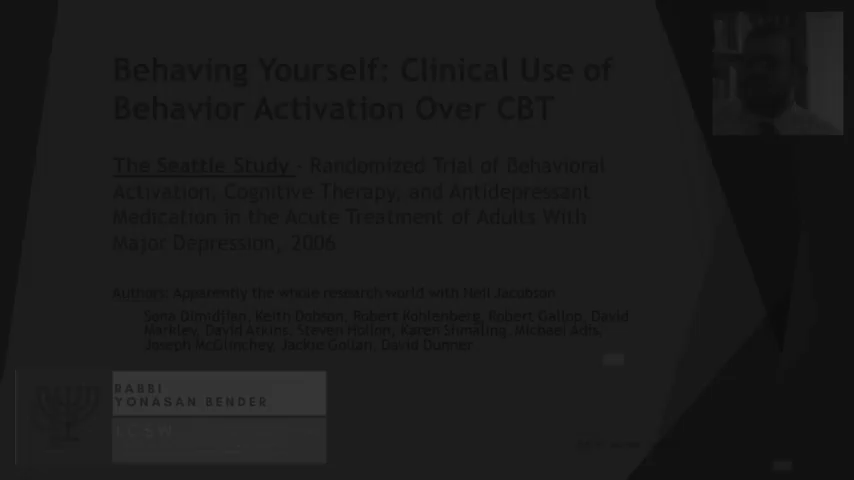 Behaving Yourself: Clinical Use of
Behavior Activation Over CBT
The Seattle Study - Randomized Trial of Behavioral
Activation, Cognitive Therapy, and Antidepressant
Medication in the Acute Treatment of Adults With
Major Depression, 2006
Authors: Apparently the whole research world with Neil Jacobson
Sona Dimidjian, Keith Dobson, Robert Kohlenberg, Robert Gallop, David
Markley, David Atkins, Steven Hollon, Karen Shmaling, Michael Adis,
Joseph McGlinchey, Jackie Gollan, David Dunner
RABBI
YONASAN BENDER
LCSW